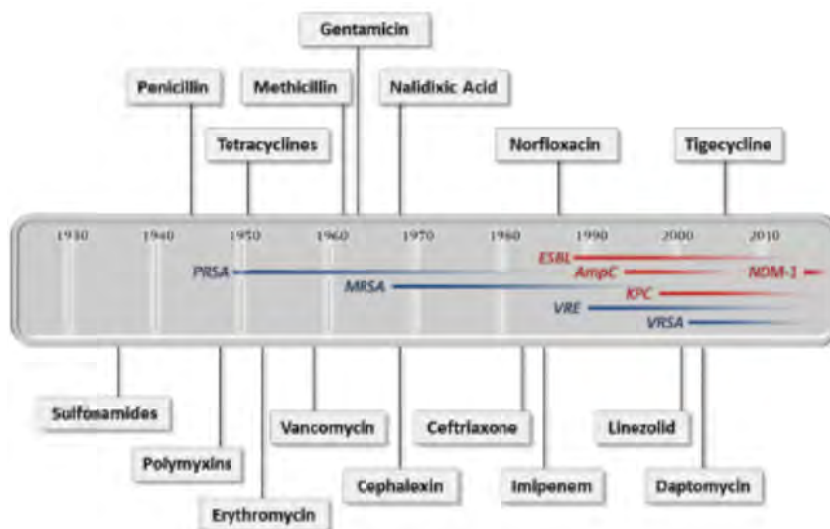 Gentamicin
Penicillin
Methicillin
Nalidixic Acid
Tetracyclines
Norfloxacin
Tigecycline
1930 1940 1950 1960 1970 1980 1990 2000 2010
ESBL
PRSA
AmpC
NDM-1
MRSA
KPC
VRE
VRSA
Sulfonamides
Vancomycin
Ceftriaxone
Linezolid
Polymyxins
Cephalexin
Imipenem
Daptomycin
Erythromycin